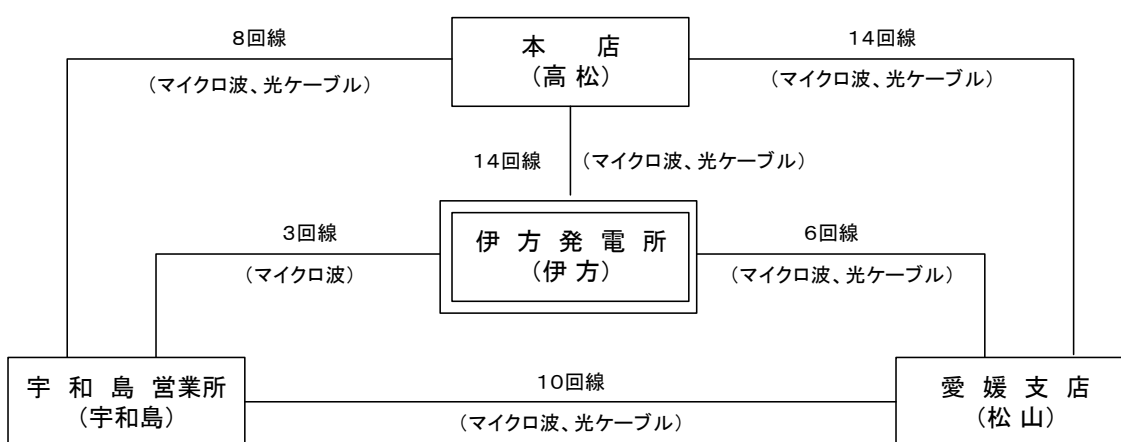 8回線
本 店
14回線
(マイクロ波、光ケーブル)
(高松)
(マイクロ波、光ケーブル)
14回線
(マイクロ波、光ケーブル)
3回線
伊 方 発 電 所
6回線
(マイクロ波)
(伊方)
(マイクロ波、光ケーブル)
宇 和 島 営業所
10回線
愛 媛 支 店
(宇和島)
(マイクロ波、光ケーブル)
(松山)